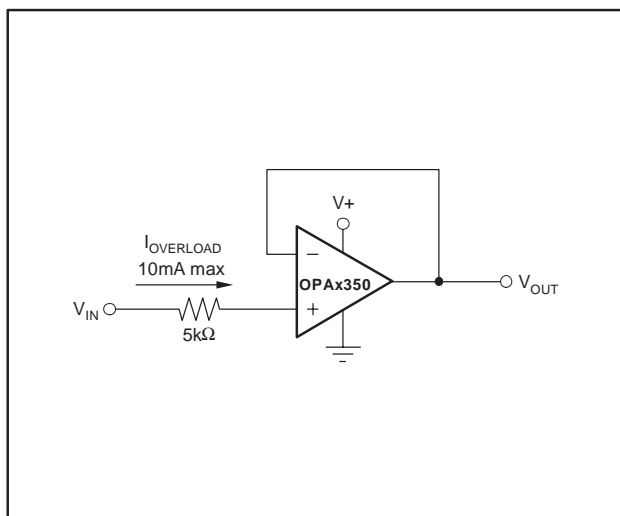 V+
I_OVERLOAD
10mA max
−
OPAx350
V_OUT
V_IN
+
5kΩ